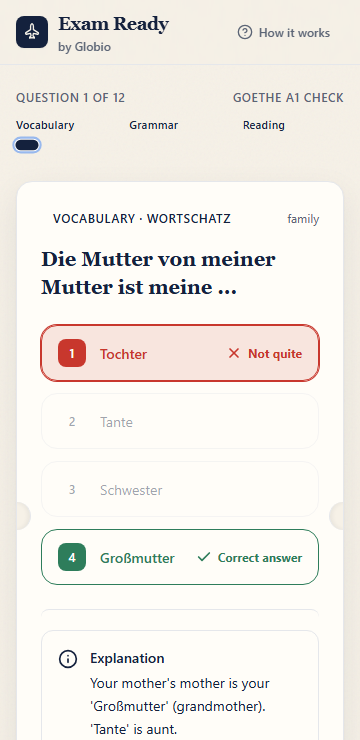 Exam Ready
by Globio
How it works
QUESTION 1 OF 12
GOETHE A1 CHECK
Vocabulary
Grammar
Reading
VOCABULARY · WORTSCHATZ
family
Die Mutter von meiner
Mutter ist meine ...
1 Tochter Not quite
2 Tante
3 Schwester
4 Großmutter Correct answer
Explanation
Your mother's mother is your
'Großmutter' (grandmother).
'Tante' is aunt.